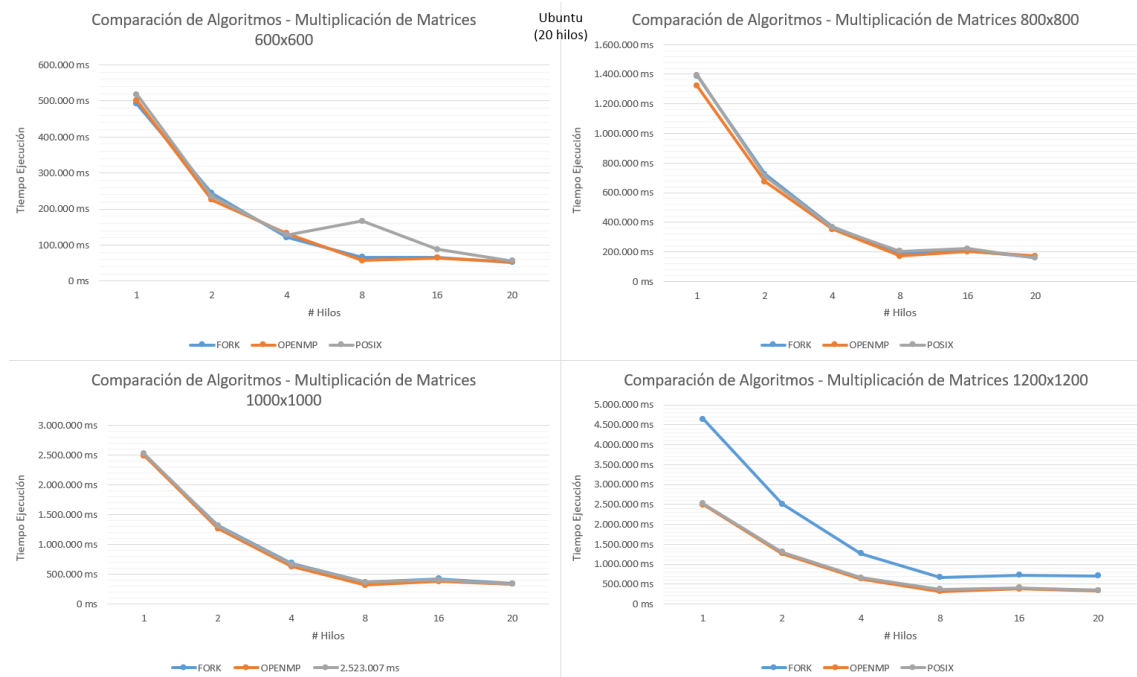 Comparación de Algoritmos - Multiplicación de Matrices
600x600
600.000 ms
500.000 ms
400.000 ms
300.000 ms
200.000 ms
100.000 ms
0 ms
Tiempo Ejecución
1 2 4 8 16 20
# Hilos
FORK OPENMP POSIX
Ubuntu
(20 hilos)
Comparación de Algoritmos - Multiplicación de Matrices 800x800
1.600.000 ms
1.400.000 ms
1.200.000 ms
1.000.000 ms
800.000 ms
600.000 ms
400.000 ms
200.000 ms
0 ms
Tiempo Ejecución
1 2 4 8 16 20
# Hilos
FORK OPENMP POSIX
Comparación de Algoritmos - Multiplicación de Matrices
1000x1000
3.000.000 ms
2.500.000 ms
2.000.000 ms
1.500.000 ms
1.000.000 ms
500.000 ms
0 ms
Tiempo Ejecución
1 2 4 8 16 20
# Hilos
FORK OPENMP 2.523.007 ms
Comparación de Algoritmos - Multiplicación de Matrices 1200x1200
5.000.000 ms
4.500.000 ms
4.000.000 ms
3.500.000 ms
3.000.000 ms
2.500.000 ms
2.000.000 ms
1.500.000 ms
1.000.000 ms
500.000 ms
0 ms
Tiempo Ejecución
1 2 4 8 16 20
# Hilos
FORK OPENMP POSIX